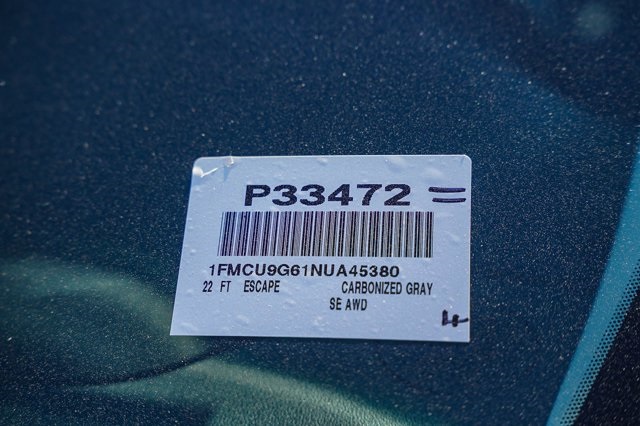 P33472 =
1FMCU9G61NUA45380
22 FT ESCAPE CARBONIZED GRAY
SE AWD